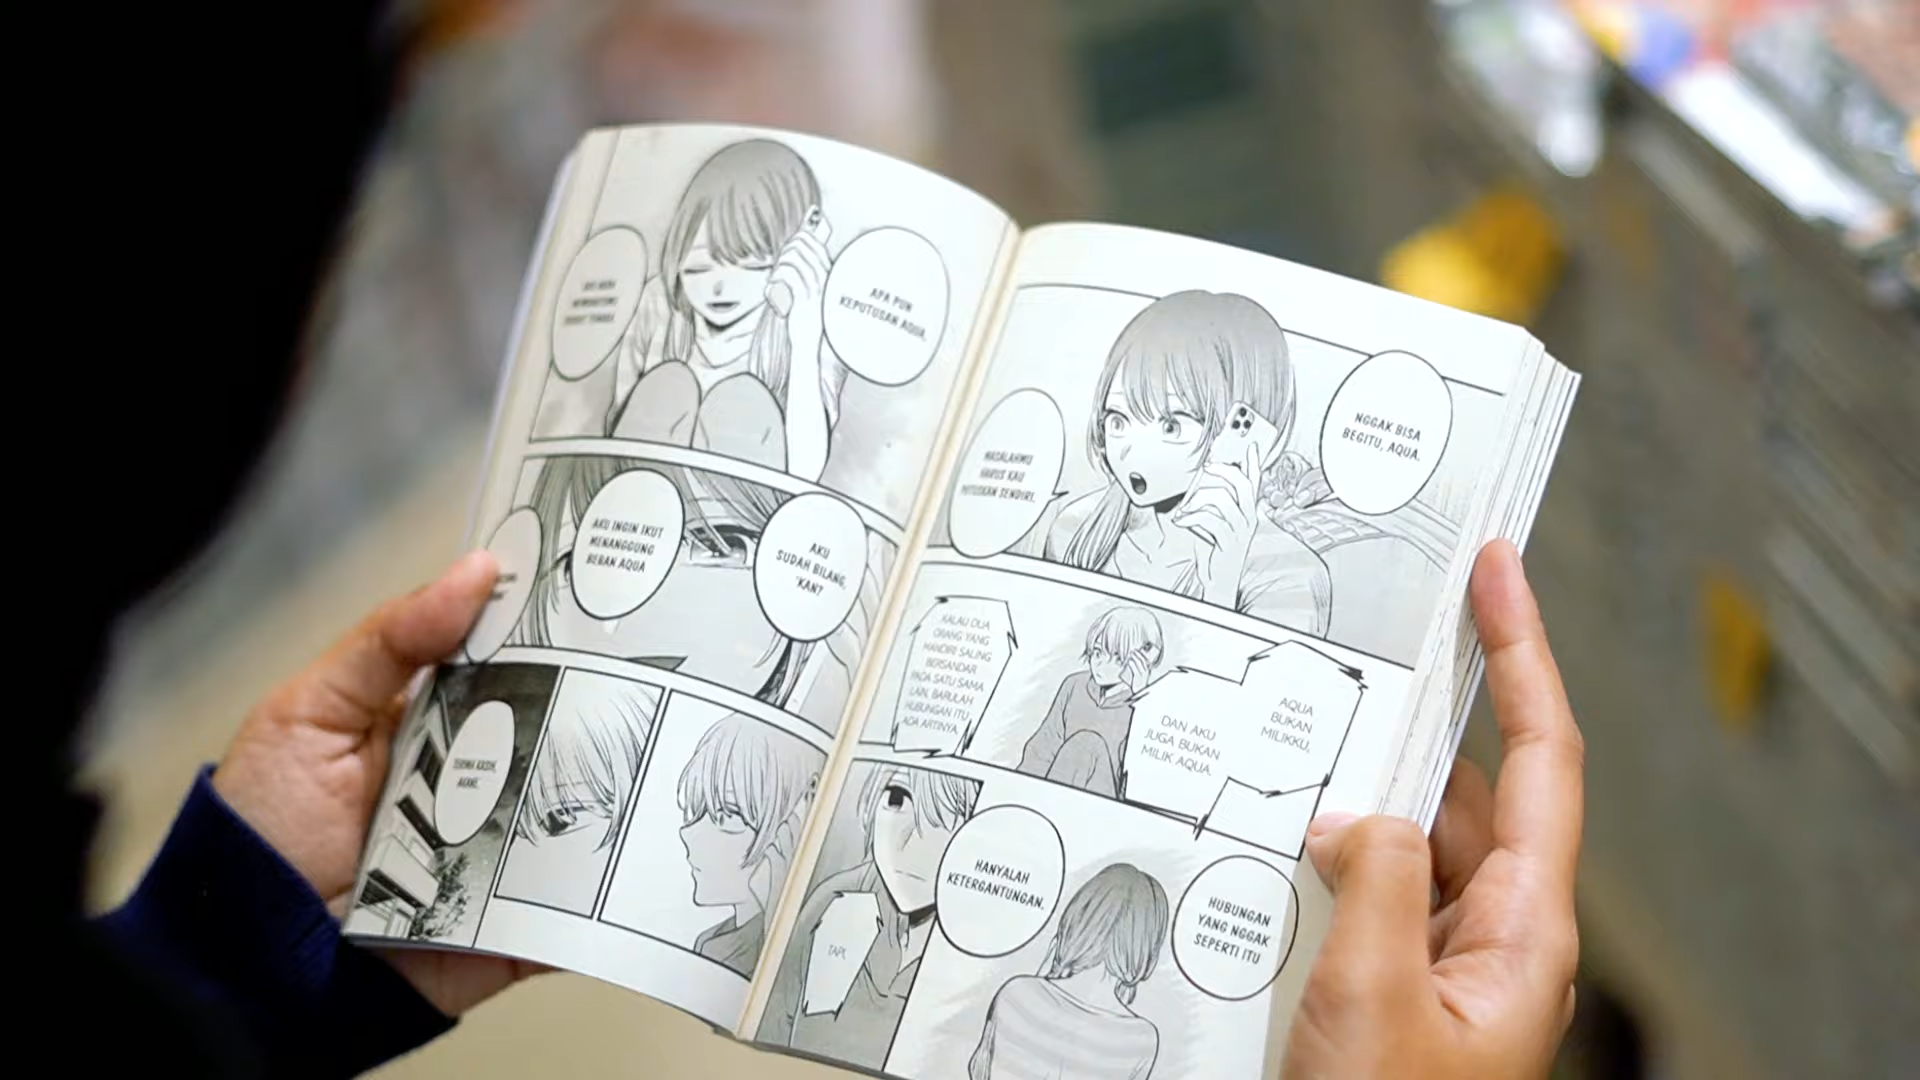 NGGAK BISA
BEGITU, AQUA.
MASALAHMU
HARUS KAU
PUTUSKAN SENDIRI.
AQUA
BUKAN
MILIKKU,
DAN AKU
JUGA BUKAN
MILIK AQUA.
KALAU DUA
ORANG YANG
MANDIRI SALING
BERSANDAR
PADA SATU SAMA
LAIN, BARULAH
HUBUNGAN ITU
ADA ARTINYA.
HUBUNGAN
YANG NGGAK
SEPERTI ITU
HANYALAH
KETERGANTUNGAN.
TAPI,
APA PUN
KEPUTUSAN AQUA,
AKU
SUDAH BILANG,
'KAN?
AKU INGIN IKUT
MENANGGUNG
BEBAN AQUA
TERIMA KASIH,
AKANE.